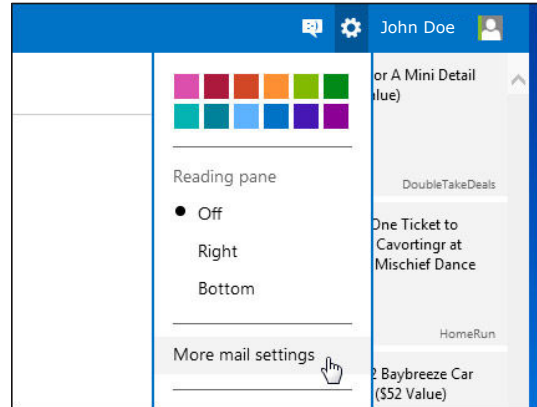 John Doe
Reading pane
Off
Right
Bottom
More mail settings
or A Mini Detail
lue)
DoubleTakeDeals
One Ticket to
Cavortingr at
Mischief Dance
HomeRun
2 Baybreeze Car
($52 Value)